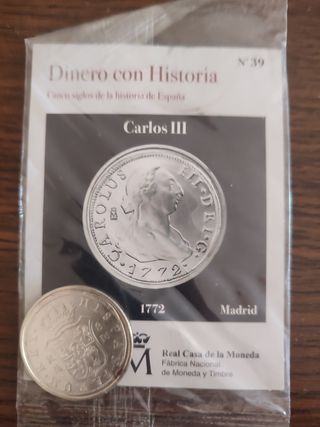 Nº 39
Dinero con Historia
Cinco siglos de la historia de España
Carlos III
CAROLUS III·DEI·G·
·1772·
1772 Madrid
M
Real Casa de la Moneda
Fábrica Nacional
de Moneda y Timbre